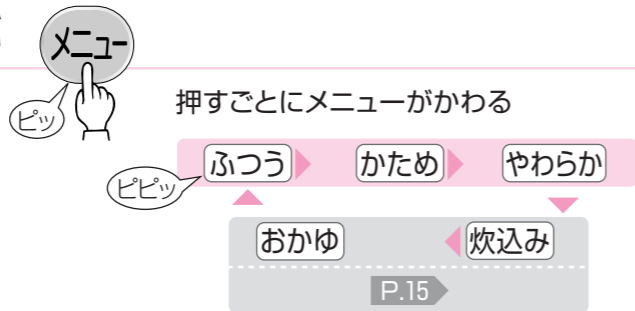 メニュー
ピッ
押すごとにメニューがかわる
ふつう かため やわらか
ピピッ
おかゆ 炊込み
P.15